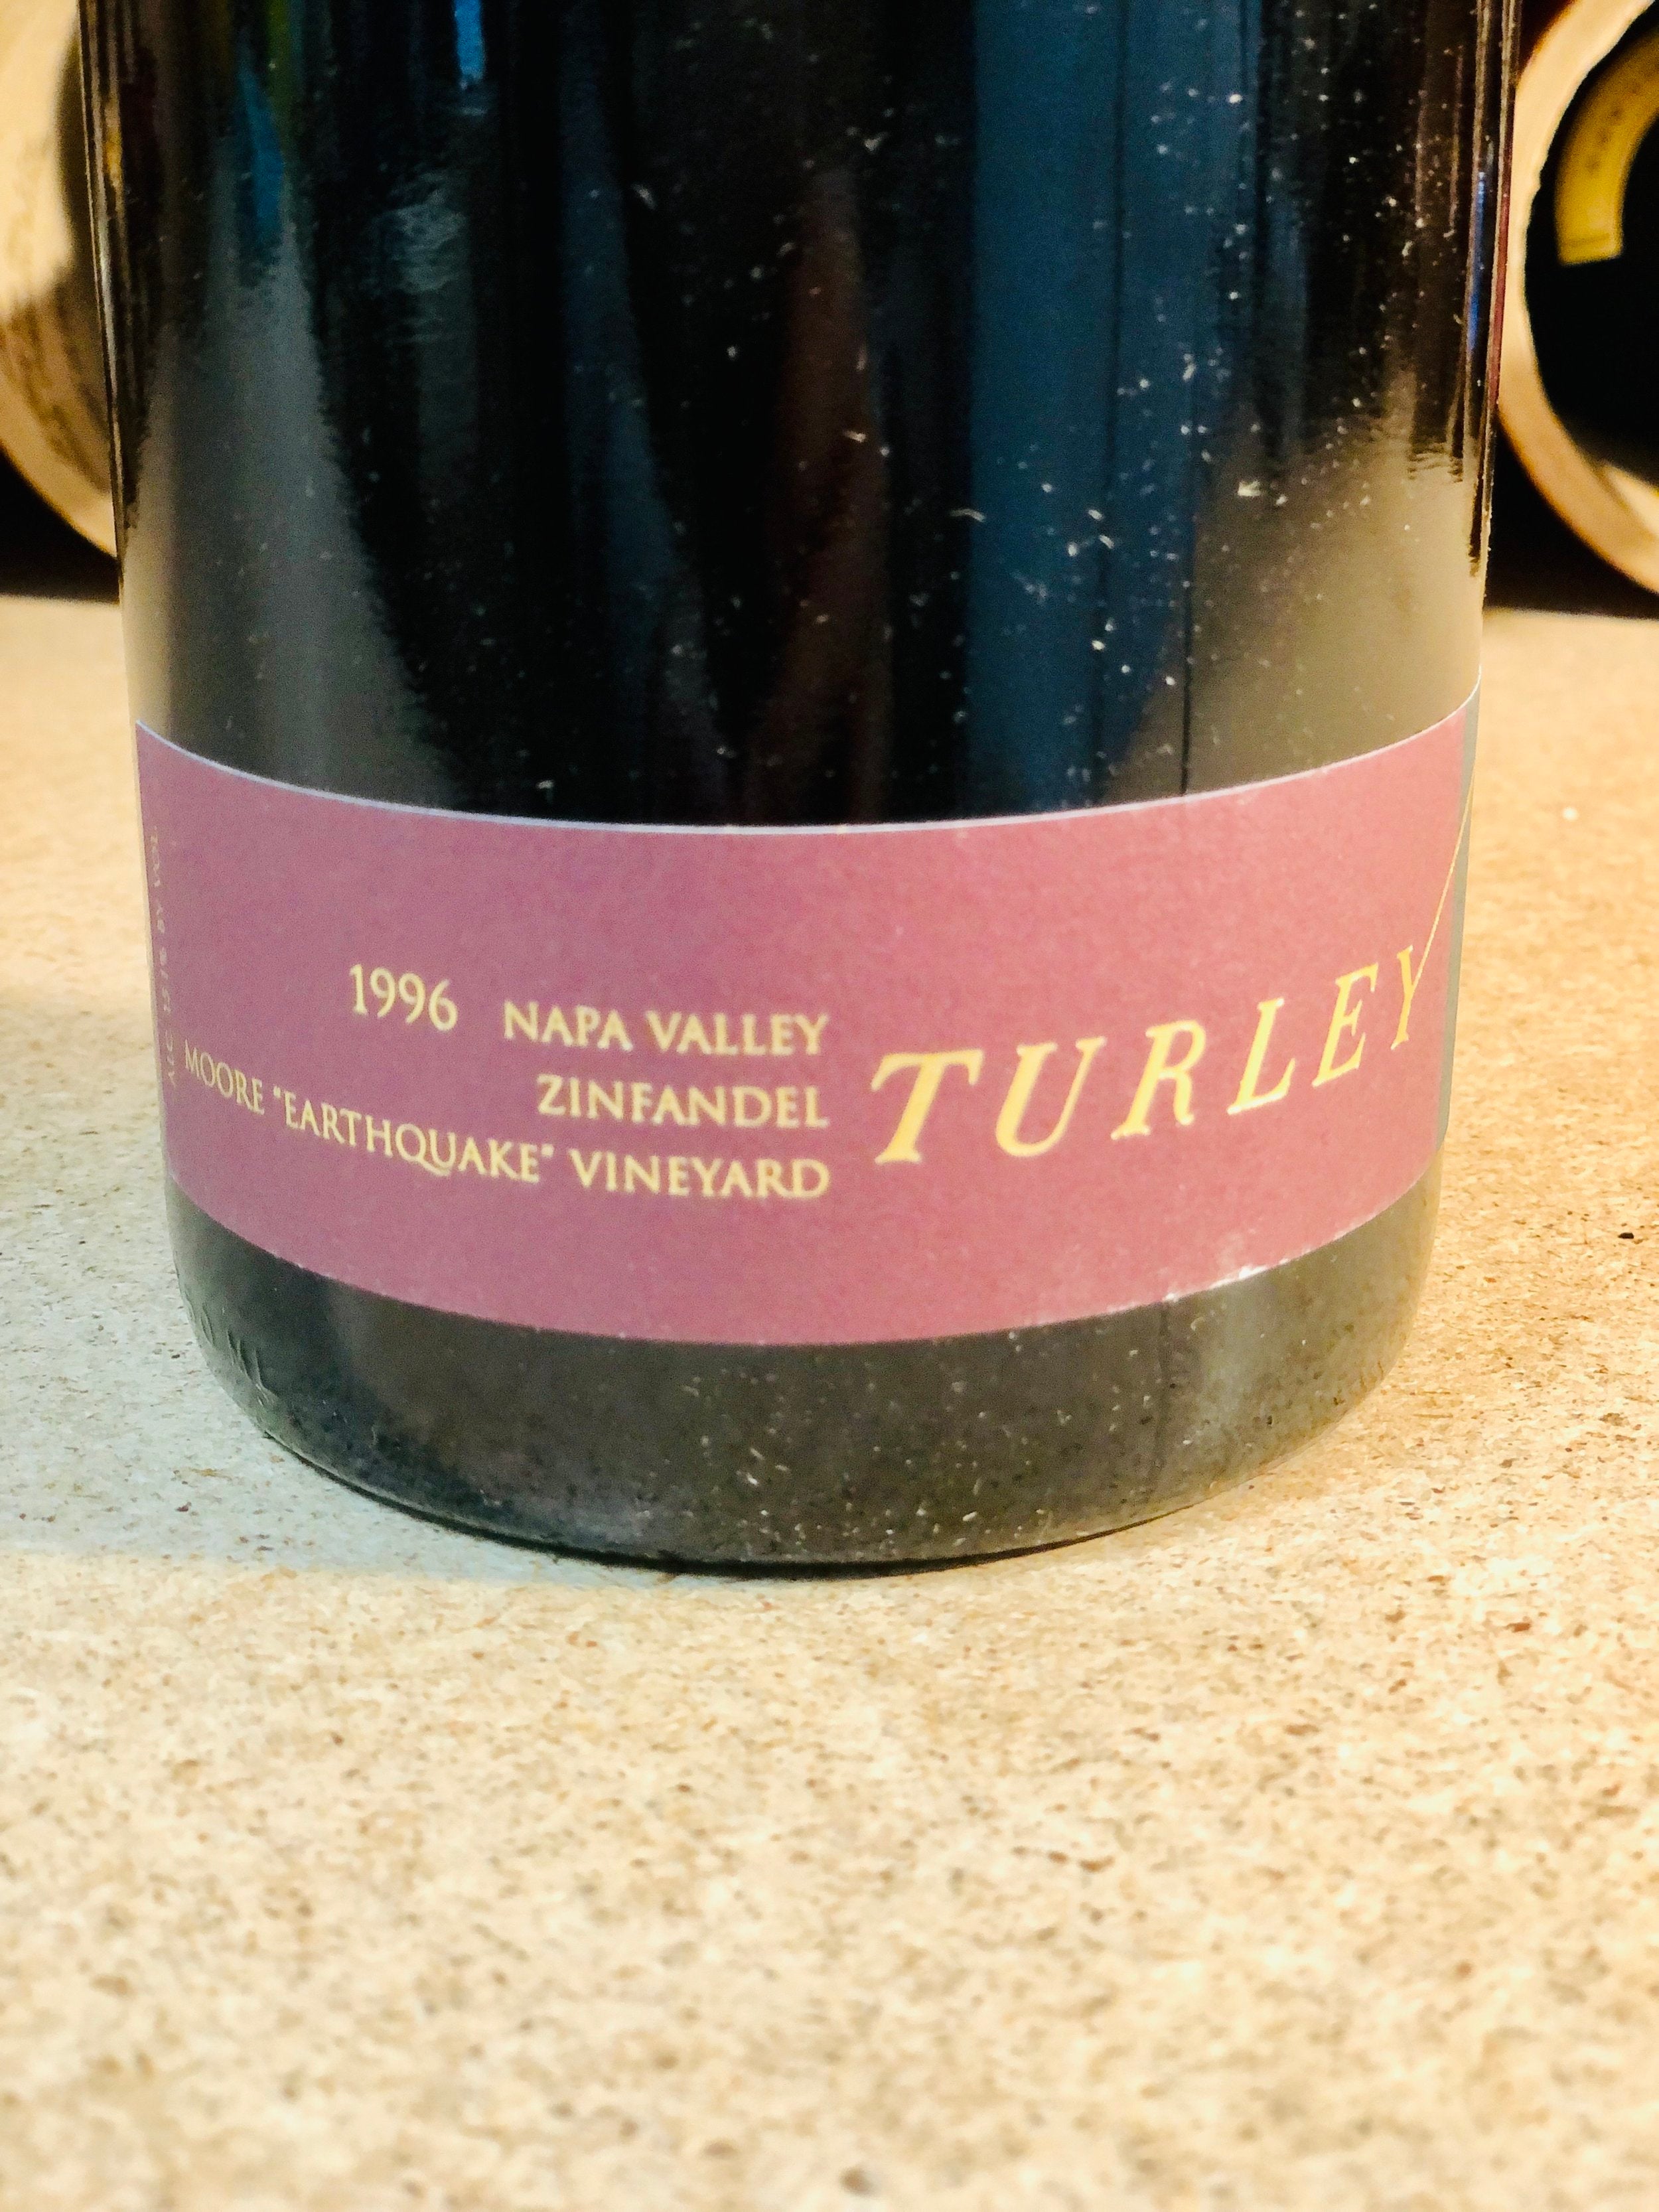 1996 NAPA VALLEY
ZINFANDEL
MOORE "EARTHQUAKE" VINEYARD
TURLEY